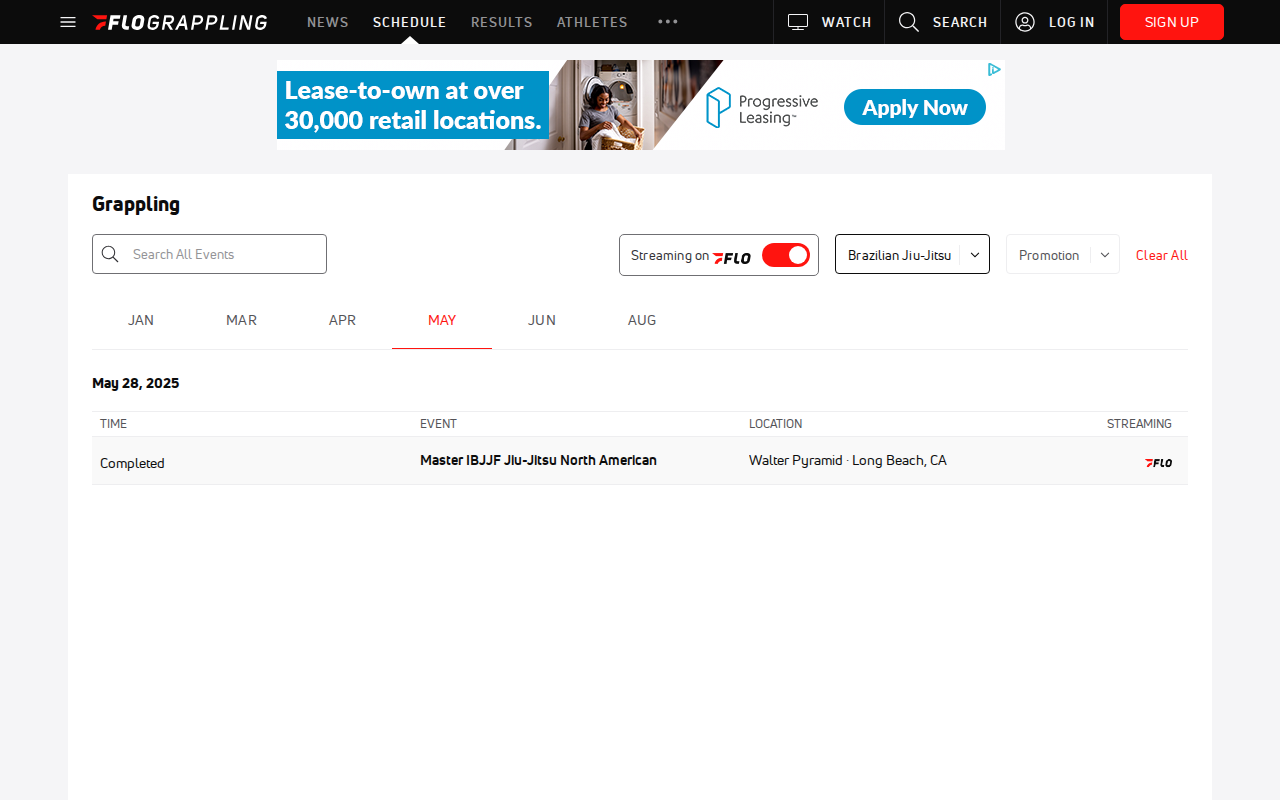 FLOGRAPPLING NEWS SCHEDULE RESULTS ATHLETES ••• WATCH SEARCH LOG IN SIGN UP
Lease-to-own at over
30,000 retail locations.
Progressive
Leasing™
Apply Now
Grappling
Search All Events
Streaming on FLO
Brazilian Jiu-Jitsu
Promotion
Clear All
JAN MAR APR MAY JUN AUG
May 28, 2025
TIME EVENT LOCATION STREAMING
Completed Master IBJJF Jiu-Jitsu North American Walter Pyramid · Long Beach, CA FLO